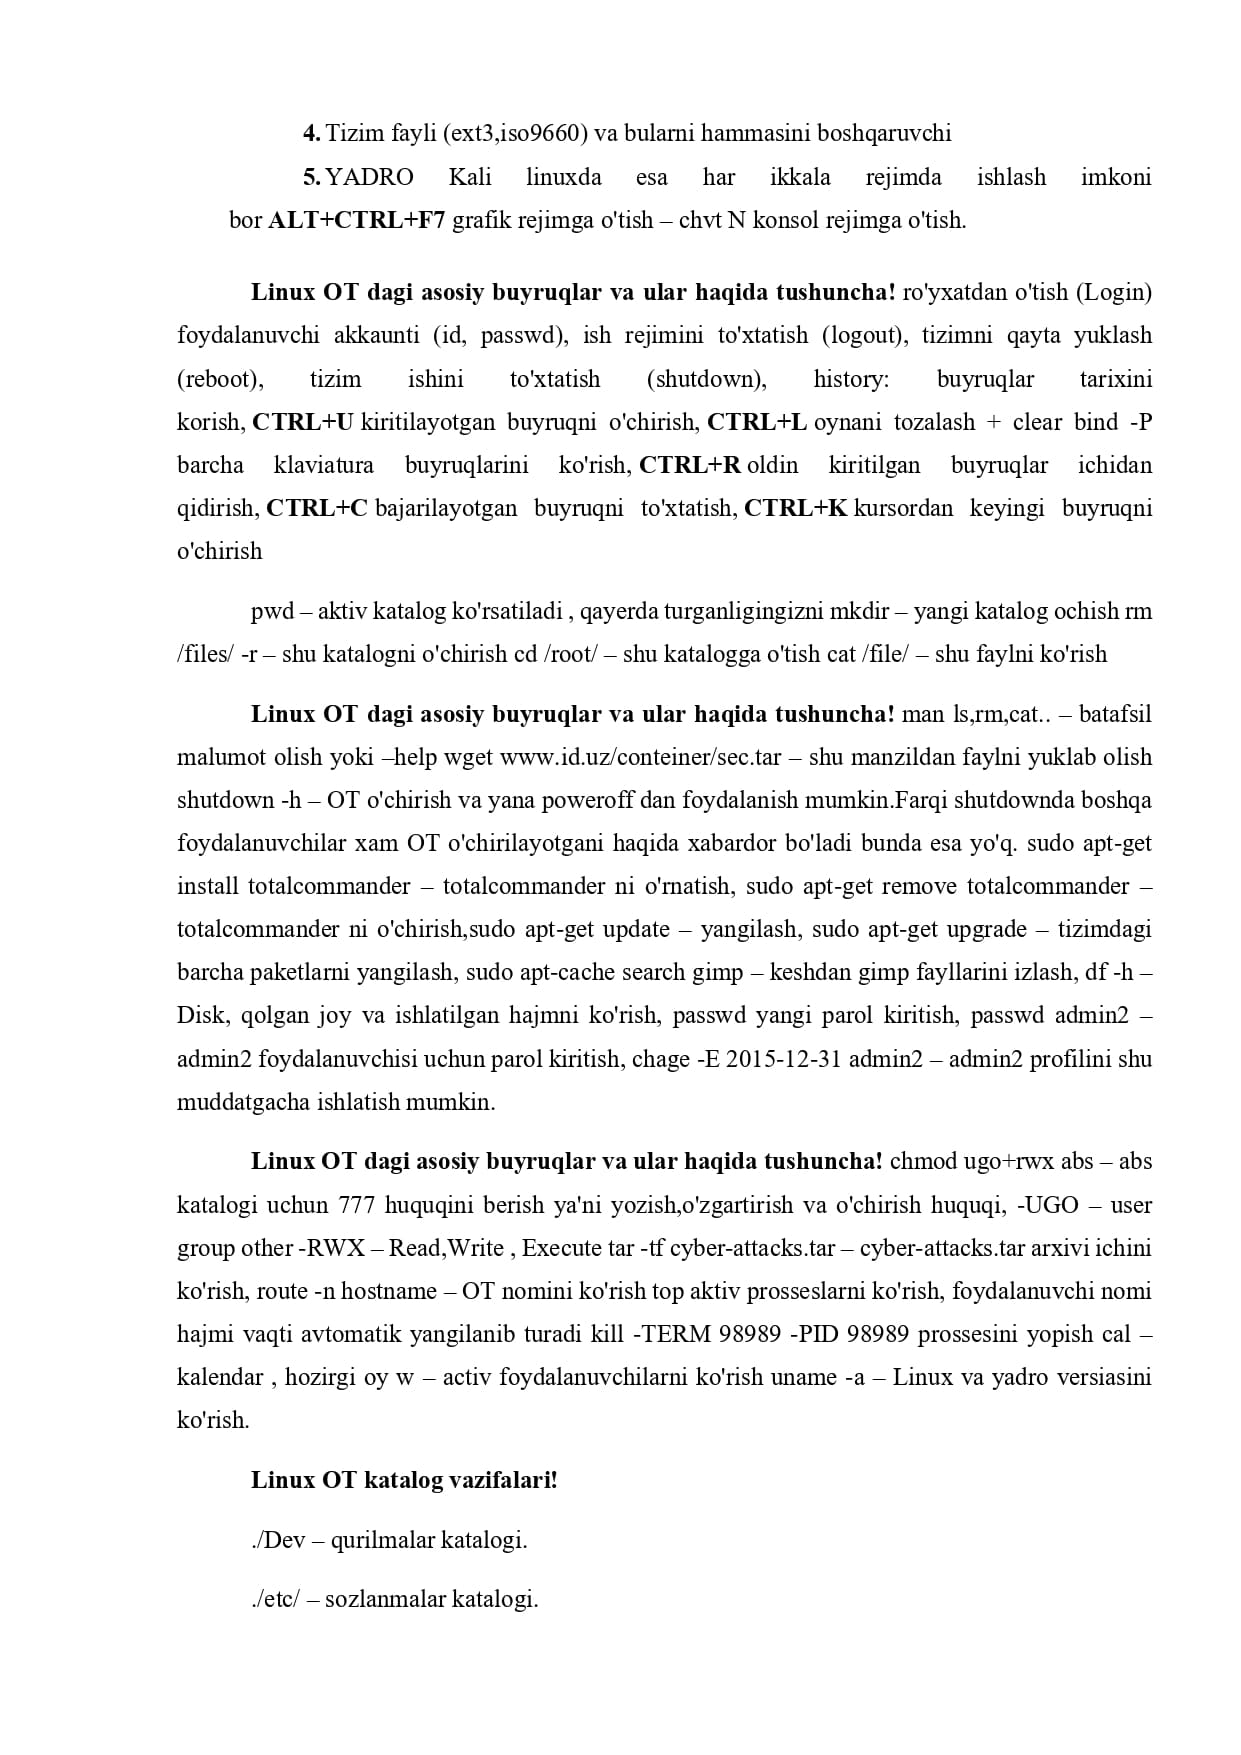 4. Tizim fayli (ext3,iso9660) va bularni hammasini boshqaruvchi
5. YADRO Kali linuxda esa har ikkala rejimda ishlash imkoni
bor ALT+CTRL+F7 grafik rejimga o'tish – chvt N konsol rejimga o'tish.
Linux OT dagi asosiy buyruqlar va ular haqida tushuncha! ro'yxatdan o'tish (Login)
foydalanuvchi akkaunti (id, passwd), ish rejimini to'xtatish (logout), tizimni qayta yuklash
(reboot), tizim ishini to'xtatish (shutdown), history: buyruqlar tarixini
korish, CTRL+U kiritilayotgan buyruqni o'chirish, CTRL+L oynani tozalash + clear bind -P
barcha klaviatura buyruqlarini ko'rish, CTRL+R oldin kiritilgan buyruqlar ichidan
qidirish, CTRL+C bajarilayotgan buyruqni to'xtatish, CTRL+K kursordan keyingi buyruqni
o'chirish
pwd – aktiv katalog ko'rsatiladi , qayerda turganligingizni mkdir – yangi katalog ochish rm
/files/ -r – shu katalogni o'chirish cd /root/ – shu katalogga o'tish cat /file/ – shu faylni ko'rish
Linux OT dagi asosiy buyruqlar va ular haqida tushuncha! man ls,rm,cat.. – batafsil
malumot olish yoki –help wget www.id.uz/conteiner/sec.tar – shu manzildan faylni yuklab olish
shutdown -h – OT o'chirish va yana poweroff dan foydalanish mumkin.Farqi shutdownda boshqa
foydalanuvchilar xam OT o'chirilayotgani haqida xabardor bo'ladi bunda esa yo'q. sudo apt-get
install totalcommander – totalcommander ni o'rnatish, sudo apt-get remove totalcommander –
totalcommander ni o'chirish,sudo apt-get update – yangilash, sudo apt-get upgrade – tizimdagi
barcha paketlarni yangilash, sudo apt-cache search gimp – keshdan gimp fayllarini izlash, df -h –
Disk, qolgan joy va ishlatilgan hajmni ko'rish, passwd yangi parol kiritish, passwd admin2 –
admin2 foydalanuvchisi uchun parol kiritish, chage -E 2015-12-31 admin2 – admin2 profilini shu
muddatgacha ishlatish mumkin.
Linux OT dagi asosiy buyruqlar va ular haqida tushuncha! chmod ugo+rwx abs – abs
katalogi uchun 777 huquqini berish ya'ni yozish,o'zgartirish va o'chirish huquqi, -UGO – user
group other -RWX – Read,Write , Execute tar -tf cyber-attacks.tar – cyber-attacks.tar arxivi ichini
ko'rish, route -n hostname – OT nomini ko'rish top aktiv prosseslarni ko'rish, foydalanuvchi nomi
hajmi vaqti avtomatik yangilanib turadi kill -TERM 98989 -PID 98989 prossesini yopish cal –
kalendar , hozirgi oy w – activ foydalanuvchilarni ko'rish uname -a – Linux va yadro versiasini
ko'rish.
Linux OT katalog vazifalari!
./Dev – qurilmalar katalogi.
./etc/ – sozlanmalar katalogi.